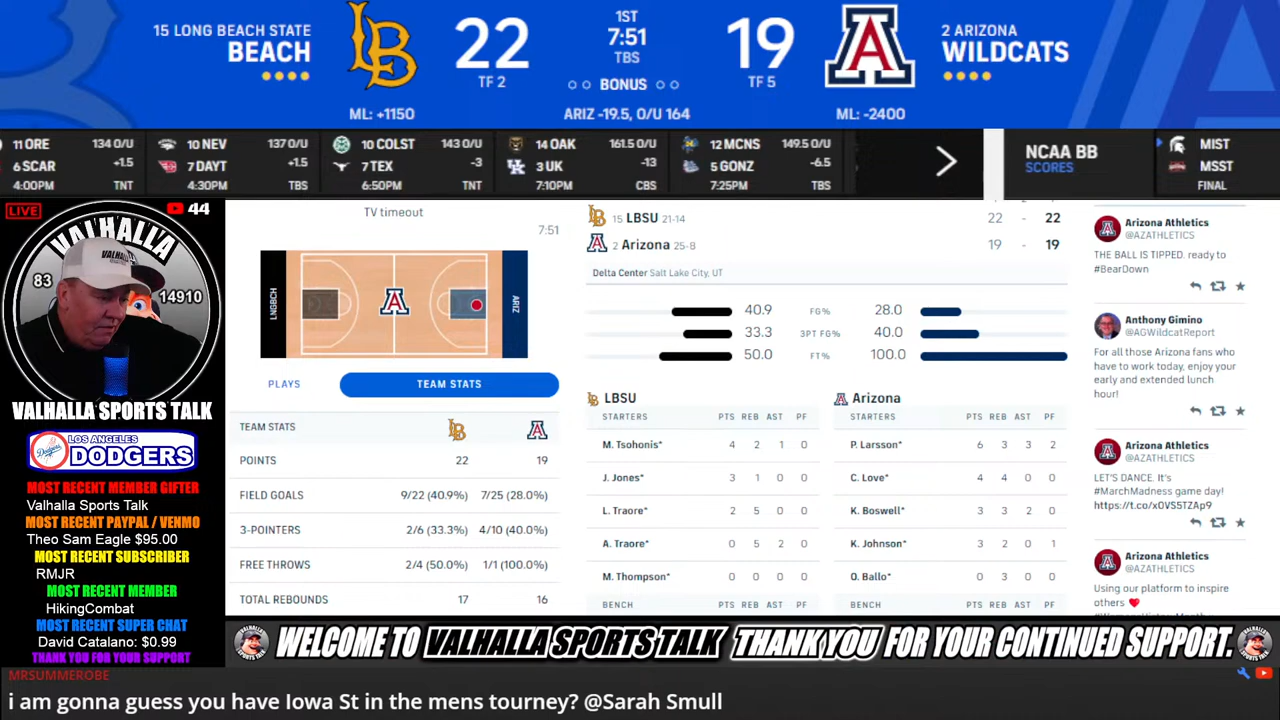 15 LONG BEACH STATE
BEACH
LB
22
TF 2
1ST
7:51
TBS
BONUS
19
TF 5
A
2 ARIZONA
WILDCATS
ML: +1150
ARIZ -19.5, O/U 164
ML: -2400
11 ORE 134 O/U
6 SCAR +1.5
4:00PM TNT
10 NEV 137 O/U
7 DAYT +1.5
4:30PM TBS
10 COLST 143 O/U
7 TEX -3
6:50PM TNT
14 OAK 161.5 O/U
3 UK -13
7:10PM CBS
12 MCNS 149.5 O/U
5 GONZ -6.5
7:25PM TBS
NCAA BB
SCORES
MIST
MSST
FINAL
LIVE
44
VALHALLA
83
14910
VALHALLA SPORTS TALK
LOS ANGELES
DODGERS
MOST RECENT MEMBER GIFTER
Valhalla Sports Talk
MOST RECENT PAYPAL / VENMO
Theo Sam Eagle $95.00
MOST RECENT SUBSCRIBER
RMJR
MOST RECENT MEMBER
HikingCombat
MOST RECENT SUPER CHAT
David Catalano: $0.99
THANK YOU FOR YOUR SUPPORT
TV timeout
7:51
LNGBCH
A
ARIZ
PLAYS
TEAM STATS
TEAM STATS
POINTS 22 19
FIELD GOALS 9/22 (40.9%) 7/25 (28.0%)
3-POINTERS 2/6 (33.3%) 4/10 (40.0%)
FREE THROWS 2/4 (50.0%) 1/1 (100.0%)
TOTAL REBOUNDS 17 16
15 LBSU 21-14 22 - 22
2 Arizona 25-8 19 - 19
Delta Center Salt Lake City, UT
40.9 FG% 28.0
33.3 3PT FG% 40.0
50.0 FT% 100.0
LBSU
STARTERS PTS REB AST PF
M. Tsohonis* 4 2 1 0
J. Jones* 3 1 0 0
L. Traore* 2 5 0 0
A. Traore* 0 5 2 0
M. Thompson* 0 0 0 0
BENCH PTS REB AST PF
Arizona
STARTERS PTS REB AST PF
P. Larsson* 6 3 3 2
C. Love* 4 4 0 0
K. Boswell* 3 3 2 0
K. Johnson* 3 2 0 1
O. Ballo* 0 3 0 0
BENCH PTS REB AST PF
Arizona Athletics
@AZATHLETICS
THE BALL IS TIPPED. ready to
#BearDown
Anthony Gimino
@AGWildcatReport
For all those Arizona fans who
have to work today, enjoy your
early and extended lunch
hour!
Arizona Athletics
@AZATHLETICS
LET'S DANCE. It's
#MarchMadness game day!
https://t.co/xOVS5TZAp9
Arizona Athletics
@AZATHLETICS
Using our platform to inspire
others
WELCOME TO VALHALLA SPORTS TALK THANK YOU FOR YOUR CONTINUED SUPPORT.
MRSUMMEROBE
i am gonna guess you have Iowa St in the mens tourney? @Sarah Smull